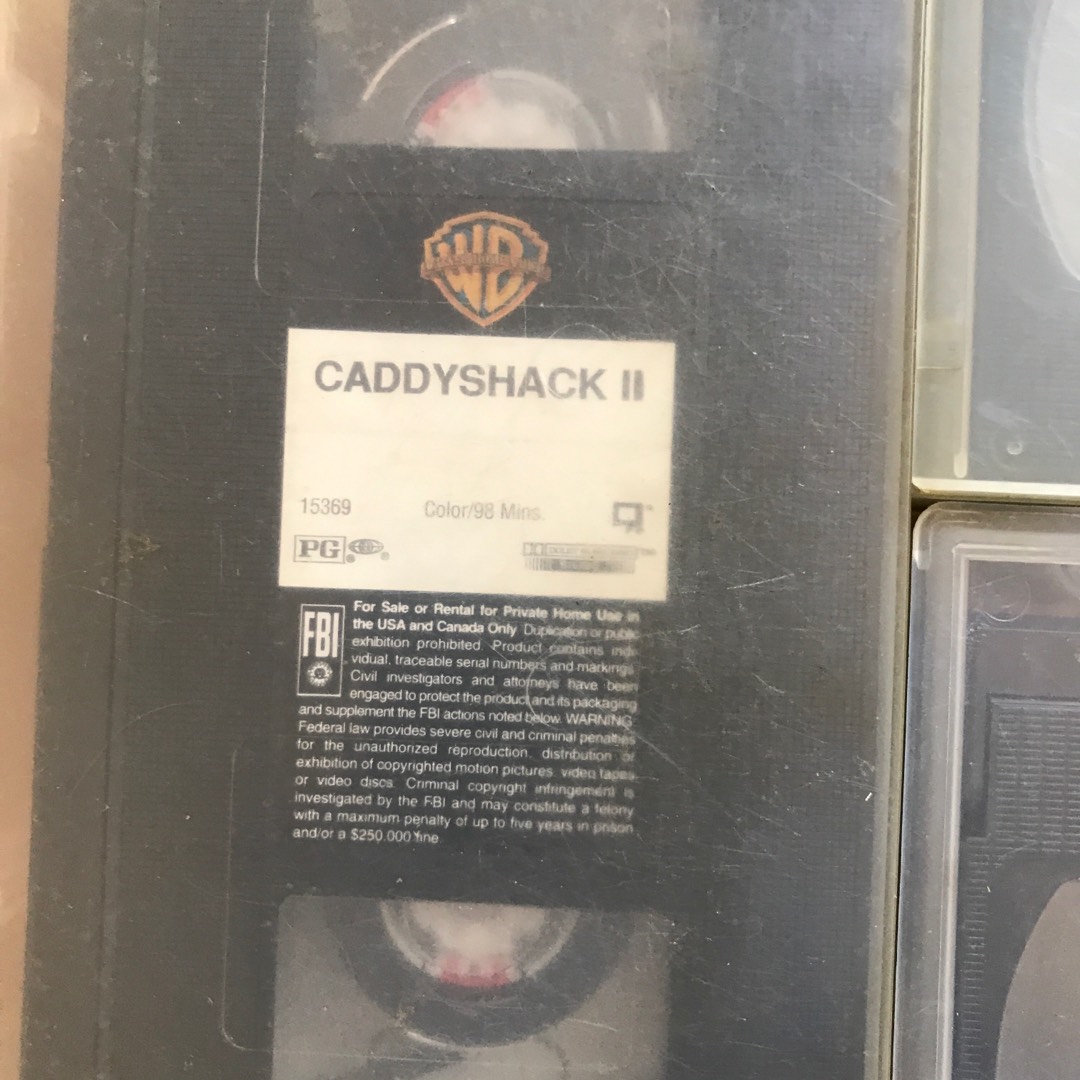 WB
CADDYSHACK II
15369 Color/98 Mins.
PG
FBI
For Sale or Rental for Private Home Use in
the USA and Canada Only Duplication or public
exhibition prohibited. Product contains indi-
vidual, traceable serial numbers and markings.
Civil investigators and attorneys have been
engaged to protect the product and its packaging
and supplement the FBI actions noted below. WARNING
Federal law provides severe civil and criminal penalties
for the unauthorized reproduction, distribution or
exhibition of copyrighted motion pictures, video tapes
or video discs. Criminal copyright infringement is
investigated by the FBI and may constitute a felony
with a maximum penalty of up to five years in prison
and/or a $250.000 fine